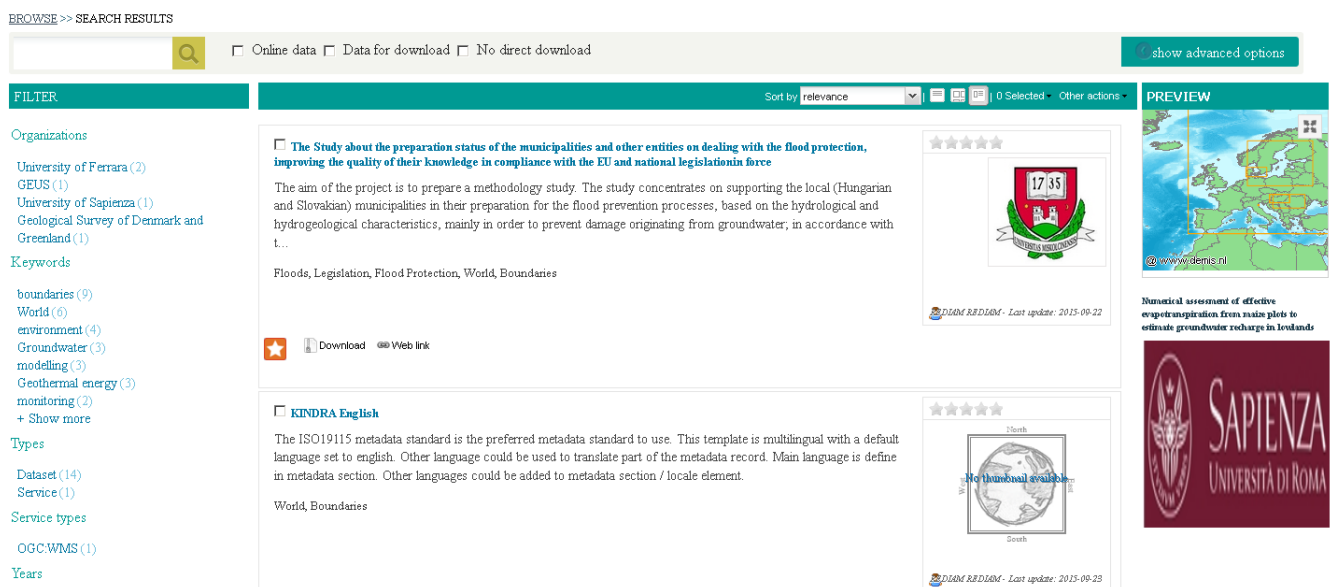 BROWSE >> SEARCH RESULTS
Online data Data for download No direct download
show advanced options
FILTER
Sort by relevance | | 0 Selected Other actions
PREVIEW
Organizations
University of Ferrara (2)
GEUS (1)
University of Sapienza (1)
Geological Survey of Denmark and
Greenland (1)
Keywords
boundaries (9)
World (6)
environment (4)
Groundwater (3)
modelling (3)
Geothermal energy (3)
monitoring (2)
+ Show more
Types
Dataset (14)
Service (1)
Service types
OGC:WMS (1)
Years
The Study about the preparation status of the municipalities and other entities on dealing with the flood protection,
improving the quality of their knowledge in compliance with the EU and national legislationin force
The aim of the project is to prepare a methodology study. The study concentrates on supporting the local (Hungarian
and Slovakian) municipalities in their preparation for the flood prevention processes, based on the hydrological and
hydrogeological characteristics, mainly in order to prevent damage originating from groundwater; in accordance with
t...
Floods, Legislation, Flood Protection, World, Boundaries
17 35
UNIVERSITAS MISKOLCINENSIS
DIAM REDIAM - Last update: 2015-09-22
Download Web link
KINDRA English
The ISO19115 metadata standard is the preferred metadata standard to use. This template is multilingual with a default
language set to english. Other language could be used to translate part of the metadata record. Main language is define
in metadata section. Other languages could be added to metadata section / locale element.
World, Boundaries
North
No thumbnail available
West
East
South
DIAM REDIAM - Last update: 2015-09-23
@ www.demis.nl
Numerical assessment of effective
evapotranspiration from maize plots to
estimate groundwater recharge in lowlands
SAPIENZA
UNIVERSITÀ DI ROMA